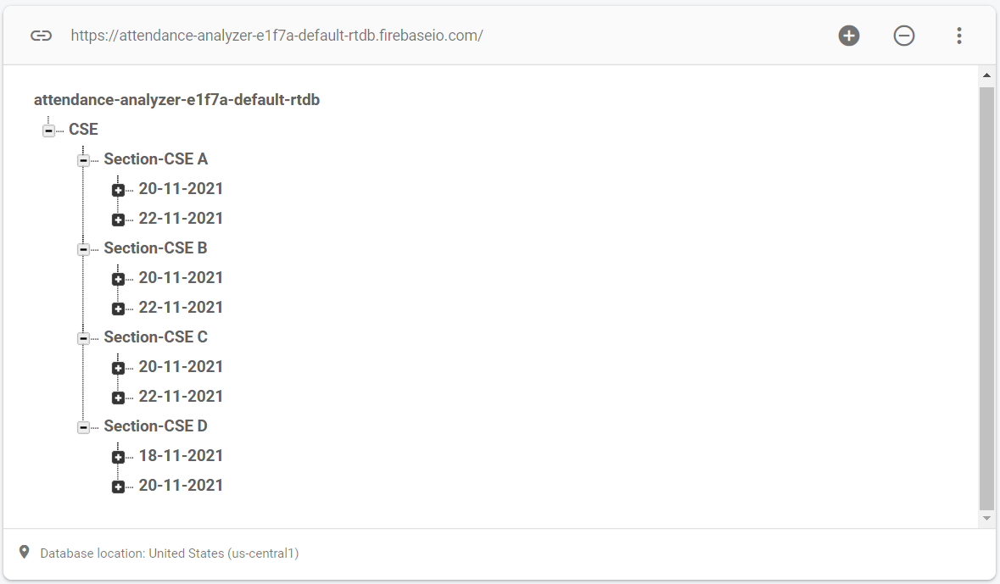 https://attendance-analyzer-e1f7a-default-rtdb.firebaseio.com/
attendance-analyzer-e1f7a-default-rtdb
CSE
Section-CSE A
20-11-2021
22-11-2021
Section-CSE B
20-11-2021
22-11-2021
Section-CSE C
20-11-2021
22-11-2021
Section-CSE D
18-11-2021
20-11-2021
Database location: United States (us-central1)